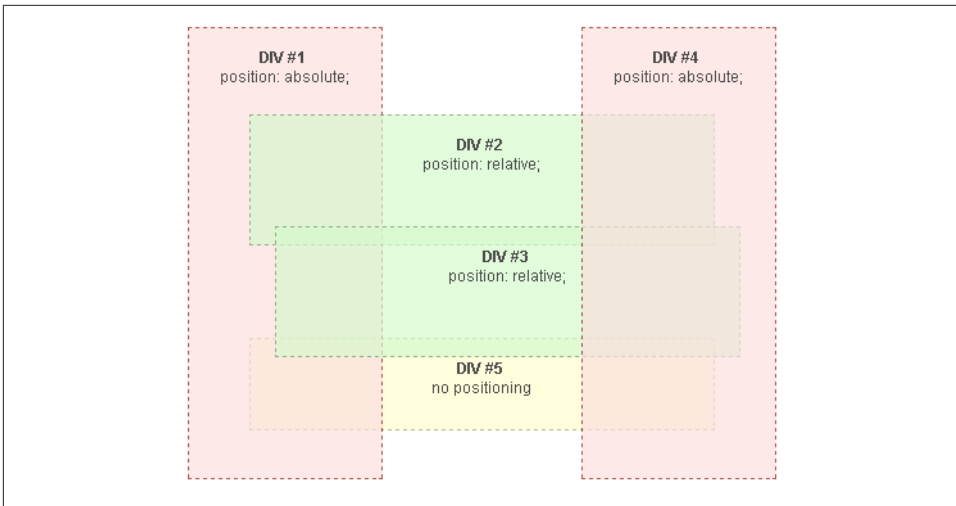 DIV #1
position: absolute;
DIV #4
position: absolute;
DIV #2
position: relative;
DIV #3
position: relative;
DIV #5
no positioning